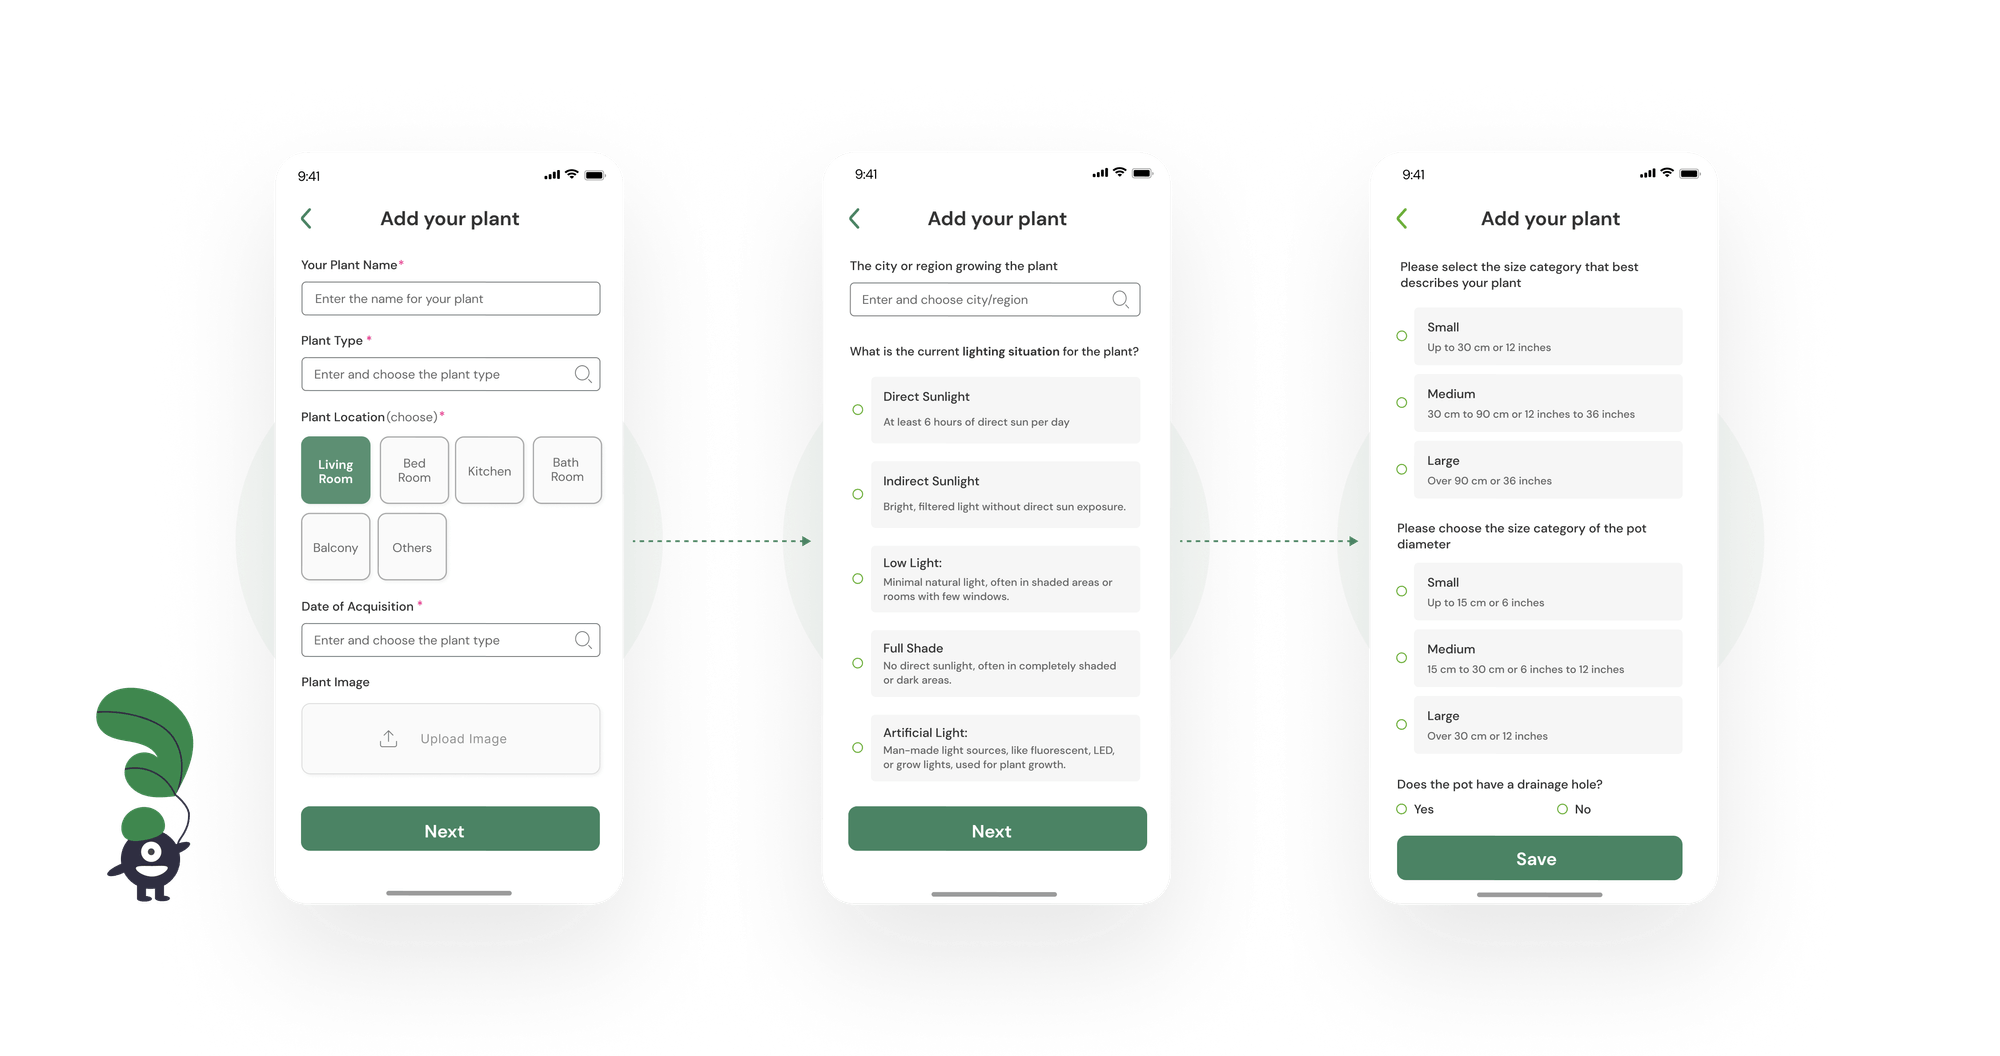 9:41
Add your plant
Your Plant Name*
Enter the name for your plant
Plant Type *
Enter and choose the plant type
Plant Location (choose) *
Living
Room
Bed
Room
Kitchen
Bath
Room
Balcony
Others
Date of Acquisition *
Enter and choose the plant type
Plant Image
Upload Image
Next
9:41
Add your plant
The city or region growing the plant
Enter and choose city/region
What is the current lighting situation for the plant?
Direct Sunlight
At least 6 hours of direct sun per day
Indirect Sunlight
Bright, filtered light without direct sun exposure.
Low Light:
Minimal natural light, often in shaded areas or
rooms with few windows.
Full Shade
No direct sunlight, often in completely shaded
or dark areas.
Artificial Light:
Man-made light sources, like fluorescent, LED,
or grow lights, used for plant growth.
Next
9:41
Add your plant
Please select the size category that best
describes your plant
Small
Up to 30 cm or 12 inches
Medium
30 cm to 90 cm or 12 inches to 36 inches
Large
Over 90 cm or 36 inches
Please choose the size category of the pot
diameter
Small
Up to 15 cm or 6 inches
Medium
15 cm to 30 cm or 6 inches to 12 inches
Large
Over 30 cm or 12 inches
Does the pot have a drainage hole?
Yes
No
Save